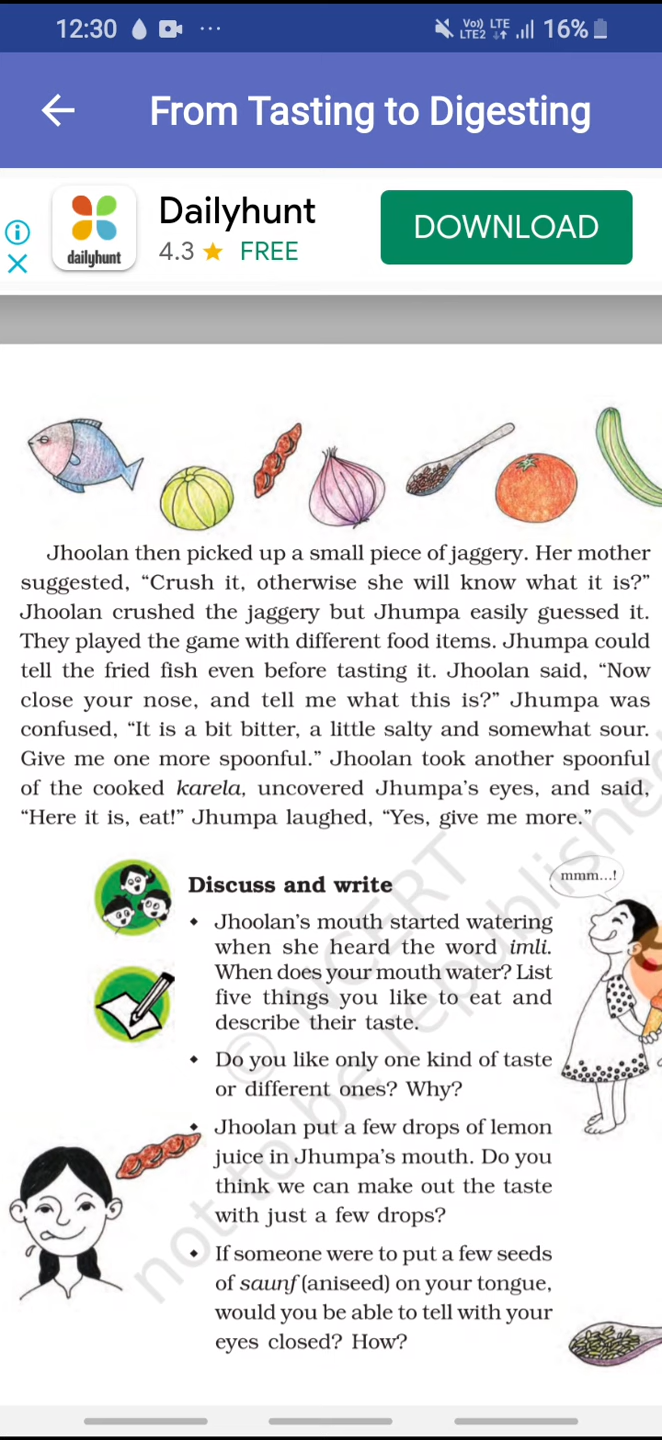 12:30 ... Vo)) LTE LTE2 16%
From Tasting to Digesting
Dailyhunt
4.3 FREE
DOWNLOAD
dailyhunt
Jhoolan then picked up a small piece of jaggery. Her mother
suggested, “Crush it, otherwise she will know what it is?”
Jhoolan crushed the jaggery but Jhumpa easily guessed it.
They played the game with different food items. Jhumpa could
tell the fried fish even before tasting it. Jhoolan said, “Now
close your nose, and tell me what this is?” Jhumpa was
confused, “It is a bit bitter, a little salty and somewhat sour.
Give me one more spoonful.” Jhoolan took another spoonful
of the cooked karela, uncovered Jhumpa’s eyes, and said,
“Here it is, eat!” Jhumpa laughed, “Yes, give me more.”
mmm...!
Discuss and write
• Jhoolan’s mouth started watering
when she heard the word imli.
When does your mouth water? List
five things you like to eat and
describe their taste.
• Do you like only one kind of taste
or different ones? Why?
• Jhoolan put a few drops of lemon
juice in Jhumpa’s mouth. Do you
think we can make out the taste
with just a few drops?
• If someone were to put a few seeds
of saunf (aniseed) on your tongue,
would you be able to tell with your
eyes closed? How?
© NCERT
not to be republished